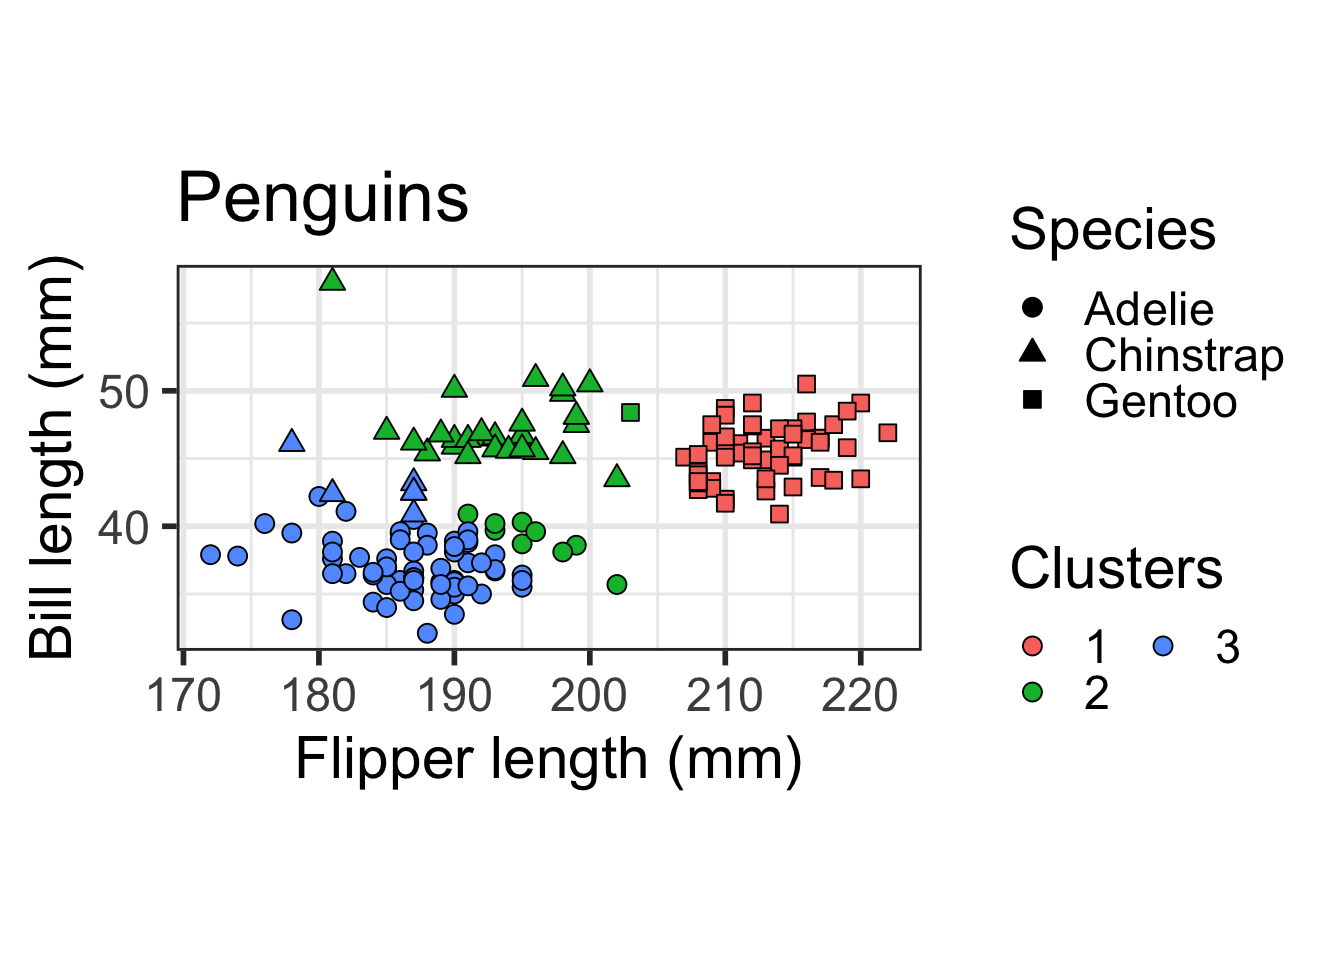 Penguins
Bill length (mm)
50
40
170 180 190 200 210 220
Flipper length (mm)
Species
Adelie
Chinstrap
Gentoo
Clusters
1 3
2